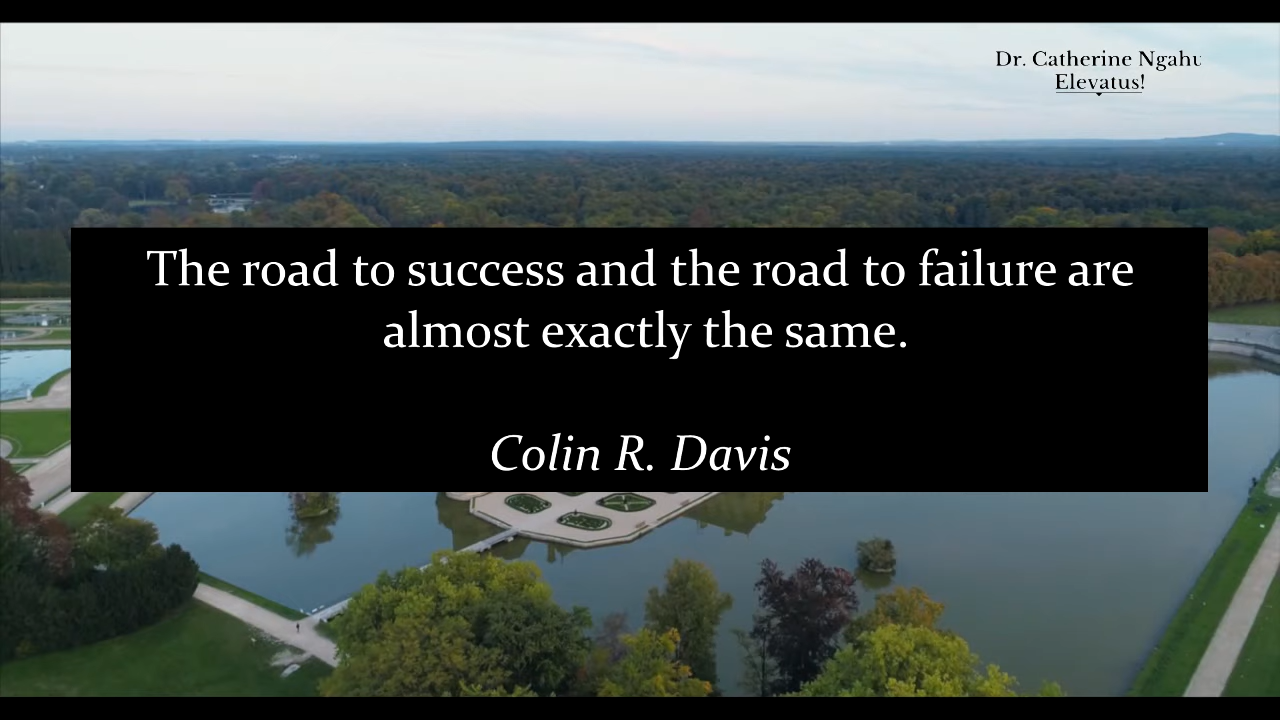 Dr. Catherine Ngahu
Elevatus!
The road to success and the road to failure are
almost exactly the same.
Colin R. Davis